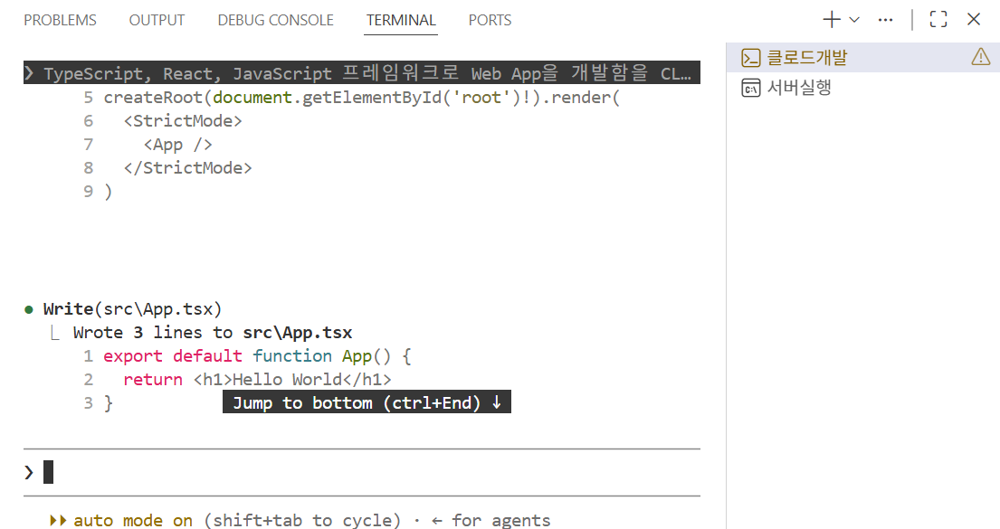 PROBLEMS OUTPUT DEBUG CONSOLE TERMINAL PORTS
❯ TypeScript, React, JavaScript 프레임워크로 Web App을 개발함을 CL…
5 createRoot(document.getElementById('root')!).render(
6   <StrictMode>
7     <App />
8   </StrictMode>
9 )
● Write(src\App.tsx)
⎿ Wrote 3 lines to src\App.tsx
1 export default function App() {
2   return <h1>Hello World</h1>
3 }
Jump to bottom (ctrl+End) ↓
❯
⏵⏵ auto mode on (shift+tab to cycle) · ← for agents
클로드개발
서버실행